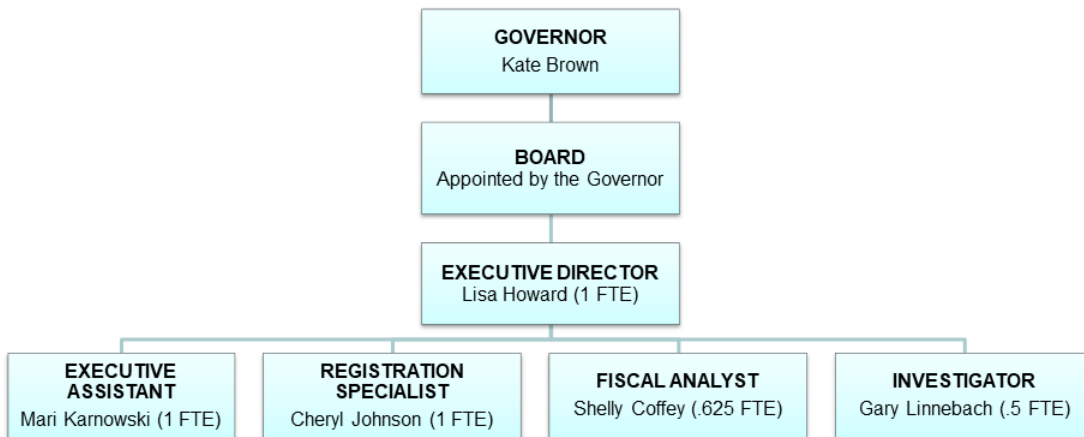 GOVERNOR
Kate Brown
BOARD
Appointed by the Governor
EXECUTIVE DIRECTOR
Lisa Howard (1 FTE)
EXECUTIVE
ASSISTANT
Mari Karnowski (1 FTE)
REGISTRATION
SPECIALIST
Cheryl Johnson (1 FTE)
FISCAL ANALYST
Shelly Coffey (.625 FTE)
INVESTIGATOR
Gary Linnebach (.5 FTE)